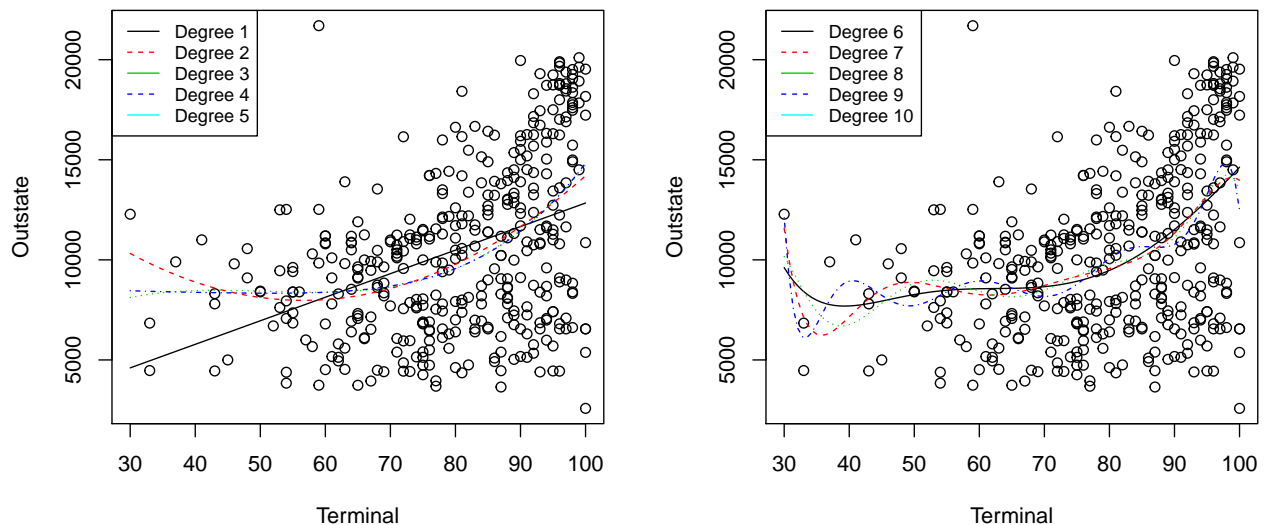 Degree 1
Degree 2
Degree 3
Degree 4
Degree 5
Outstate
5000
10000
15000
20000
30 40 50 60 70 80 90 100
Terminal
Degree 6
Degree 7
Degree 8
Degree 9
Degree 10
Outstate
5000
10000
15000
20000
30 40 50 60 70 80 90 100
Terminal